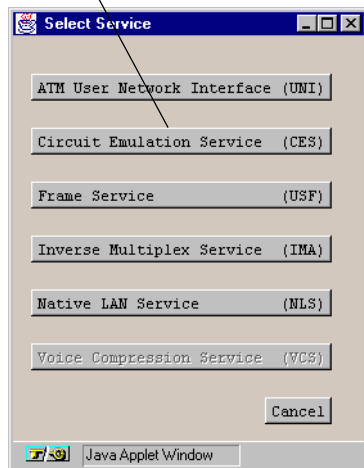 Select Service
ATM User Network Interface (UNI)
Circuit Emulation Service (CES)
Frame Service (USF)
Inverse Multiplex Service (IMA)
Native LAN Service (NLS)
Voice Compression Service (VCS)
Cancel
Java Applet Window